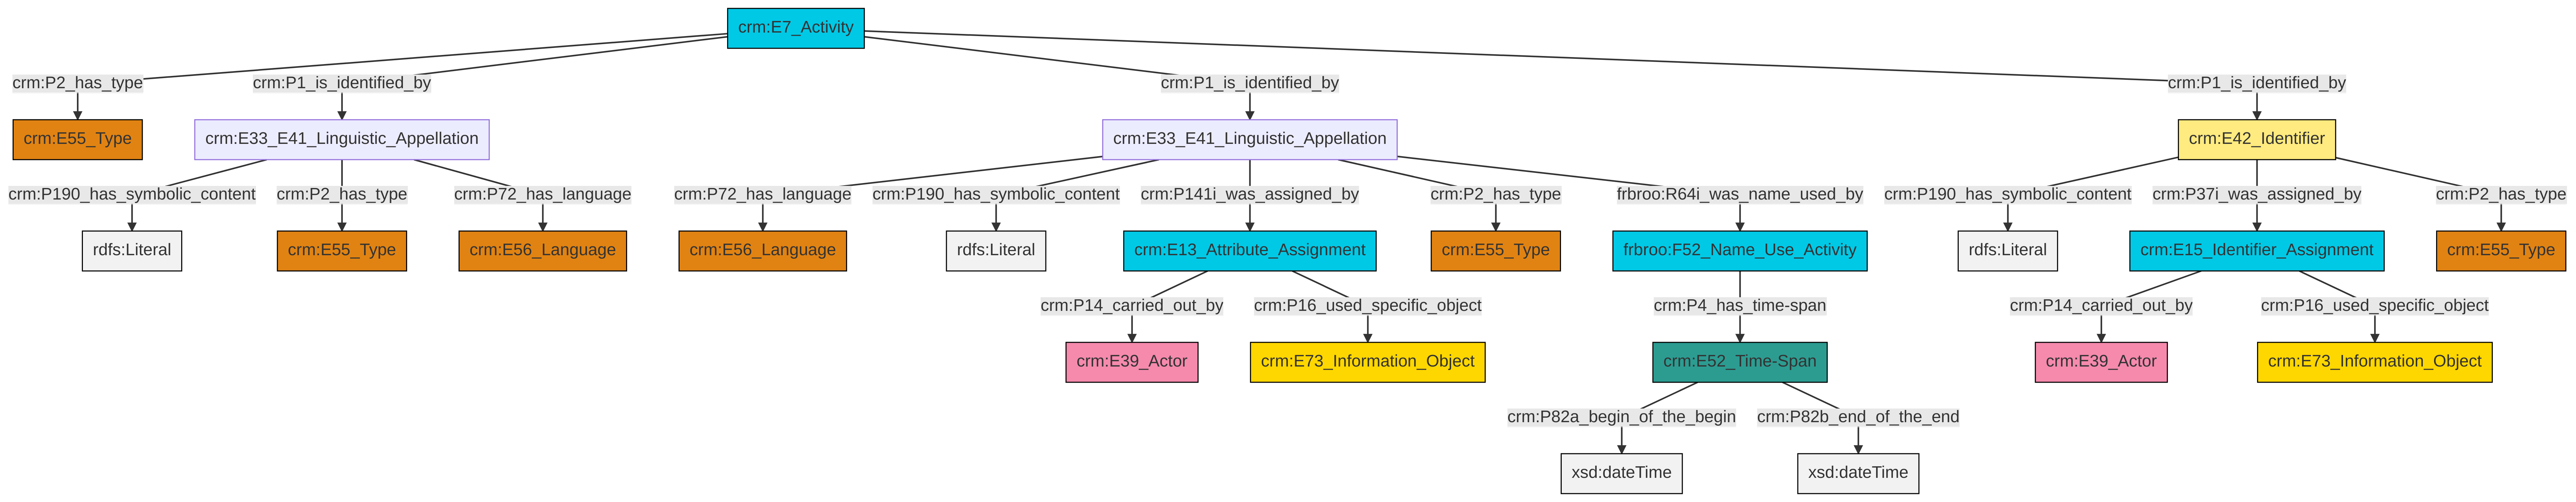 crm:E7_Activity
crm:P2_has_type
crm:P1_is_identified_by
crm:P1_is_identified_by
crm:P1_is_identified_by
crm:E55_Type
crm:E33_E41_Linguistic_Appellation
crm:E33_E41_Linguistic_Appellation
crm:E42_Identifier
crm:P190_has_symbolic_content
crm:P2_has_type
crm:P72_has_language
crm:P72_has_language
crm:P190_has_symbolic_content
crm:P141i_was_assigned_by
crm:P2_has_type
frbroo:R64i_was_name_used_by
crm:P190_has_symbolic_content
crm:P37i_was_assigned_by
crm:P2_has_type
rdfs:Literal
crm:E55_Type
crm:E56_Language
crm:E56_Language
rdfs:Literal
crm:E13_Attribute_Assignment
crm:E55_Type
frbroo:F52_Name_Use_Activity
rdfs:Literal
crm:E15_Identifier_Assignment
crm:E55_Type
crm:P14_carried_out_by
crm:P16_used_specific_object
crm:P4_has_time-span
crm:P14_carried_out_by
crm:P16_used_specific_object
crm:E39_Actor
crm:E73_Information_Object
crm:E52_Time-Span
crm:E39_Actor
crm:E73_Information_Object
crm:P82a_begin_of_the_begin
crm:P82b_end_of_the_end
xsd:dateTime
xsd:dateTime